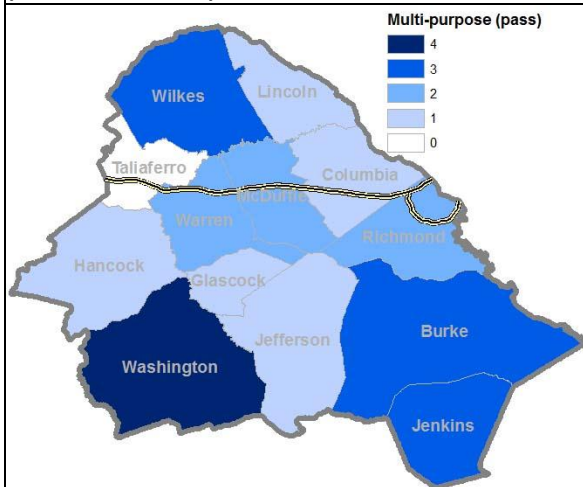 Multi-purpose (pass)
4
3
2
1
0
Wilkes
Lincoln
Taliaferro
Columbia
McDuffie
Warren
Richmond
Hancock
Glascock
Jefferson
Burke
Washington
Jenkins